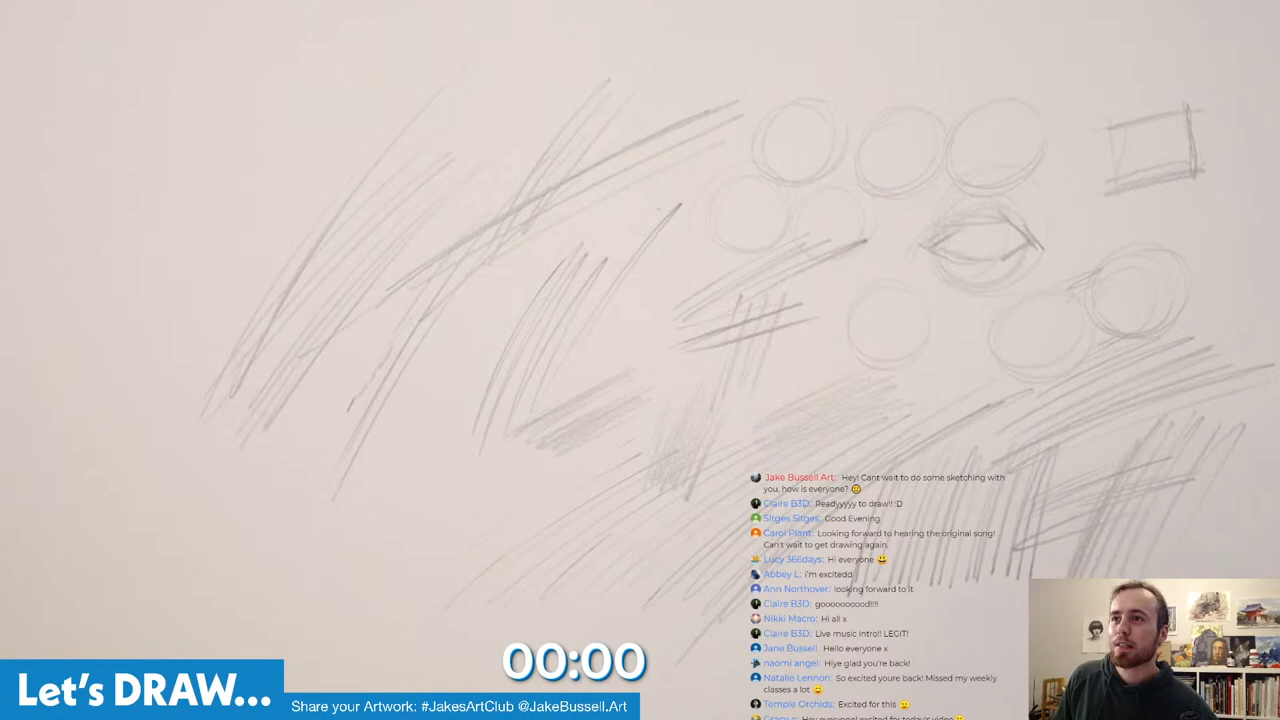 Jake Bussell Art: Hey! Cant wait to do some sketching with
you, how is everyone? 🙂
Claire B3D: Readyyyyy to draw!! :D
Sitges Sitges: Good Evening
Carol Plant: Looking forward to hearing the original song!
Can't wait to get drawing again.
Lucy 366days: Hi everyone 😃
Abbey L: i'm excitedd
Ann Northover: looking forward to it
Claire B3D: goooooooood!!!!
Nikki Macro: Hi all x
Claire B3D: Live music Intro!! LEGIT!
Jane Bussell: Hello everyone x
naomi angel: Hiye glad you're back!
Natalie Lennon: So excited youre back! Missed my weekly
classes a lot 😊
Temple Orchids: Excited for this 🙂
00:00
Let's DRAW...
Share your Artwork: #JakesArtClub @JakeBussell.Art